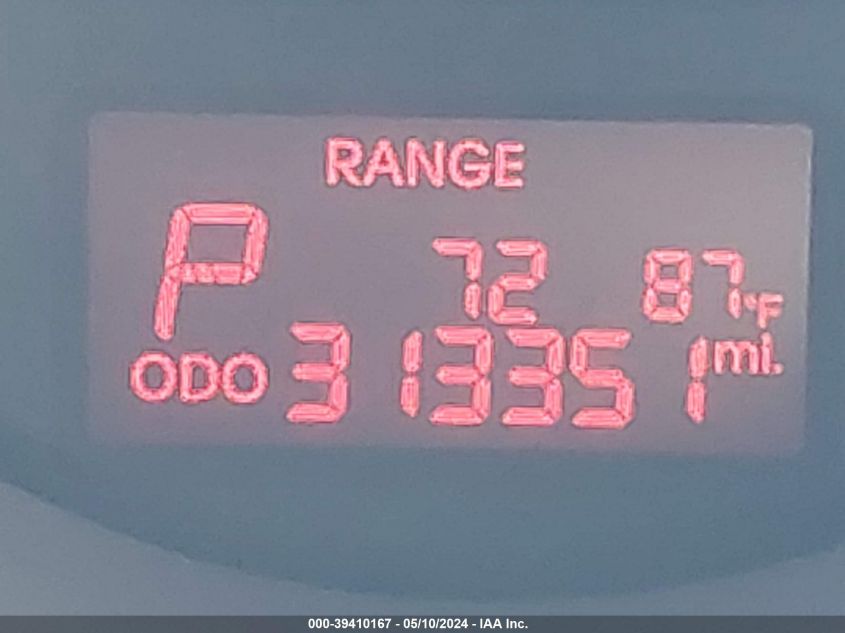 RANGE
P 72 87°F
ODO 313351 mi.
000-39410167 - 05/10/2024 - IAA Inc.